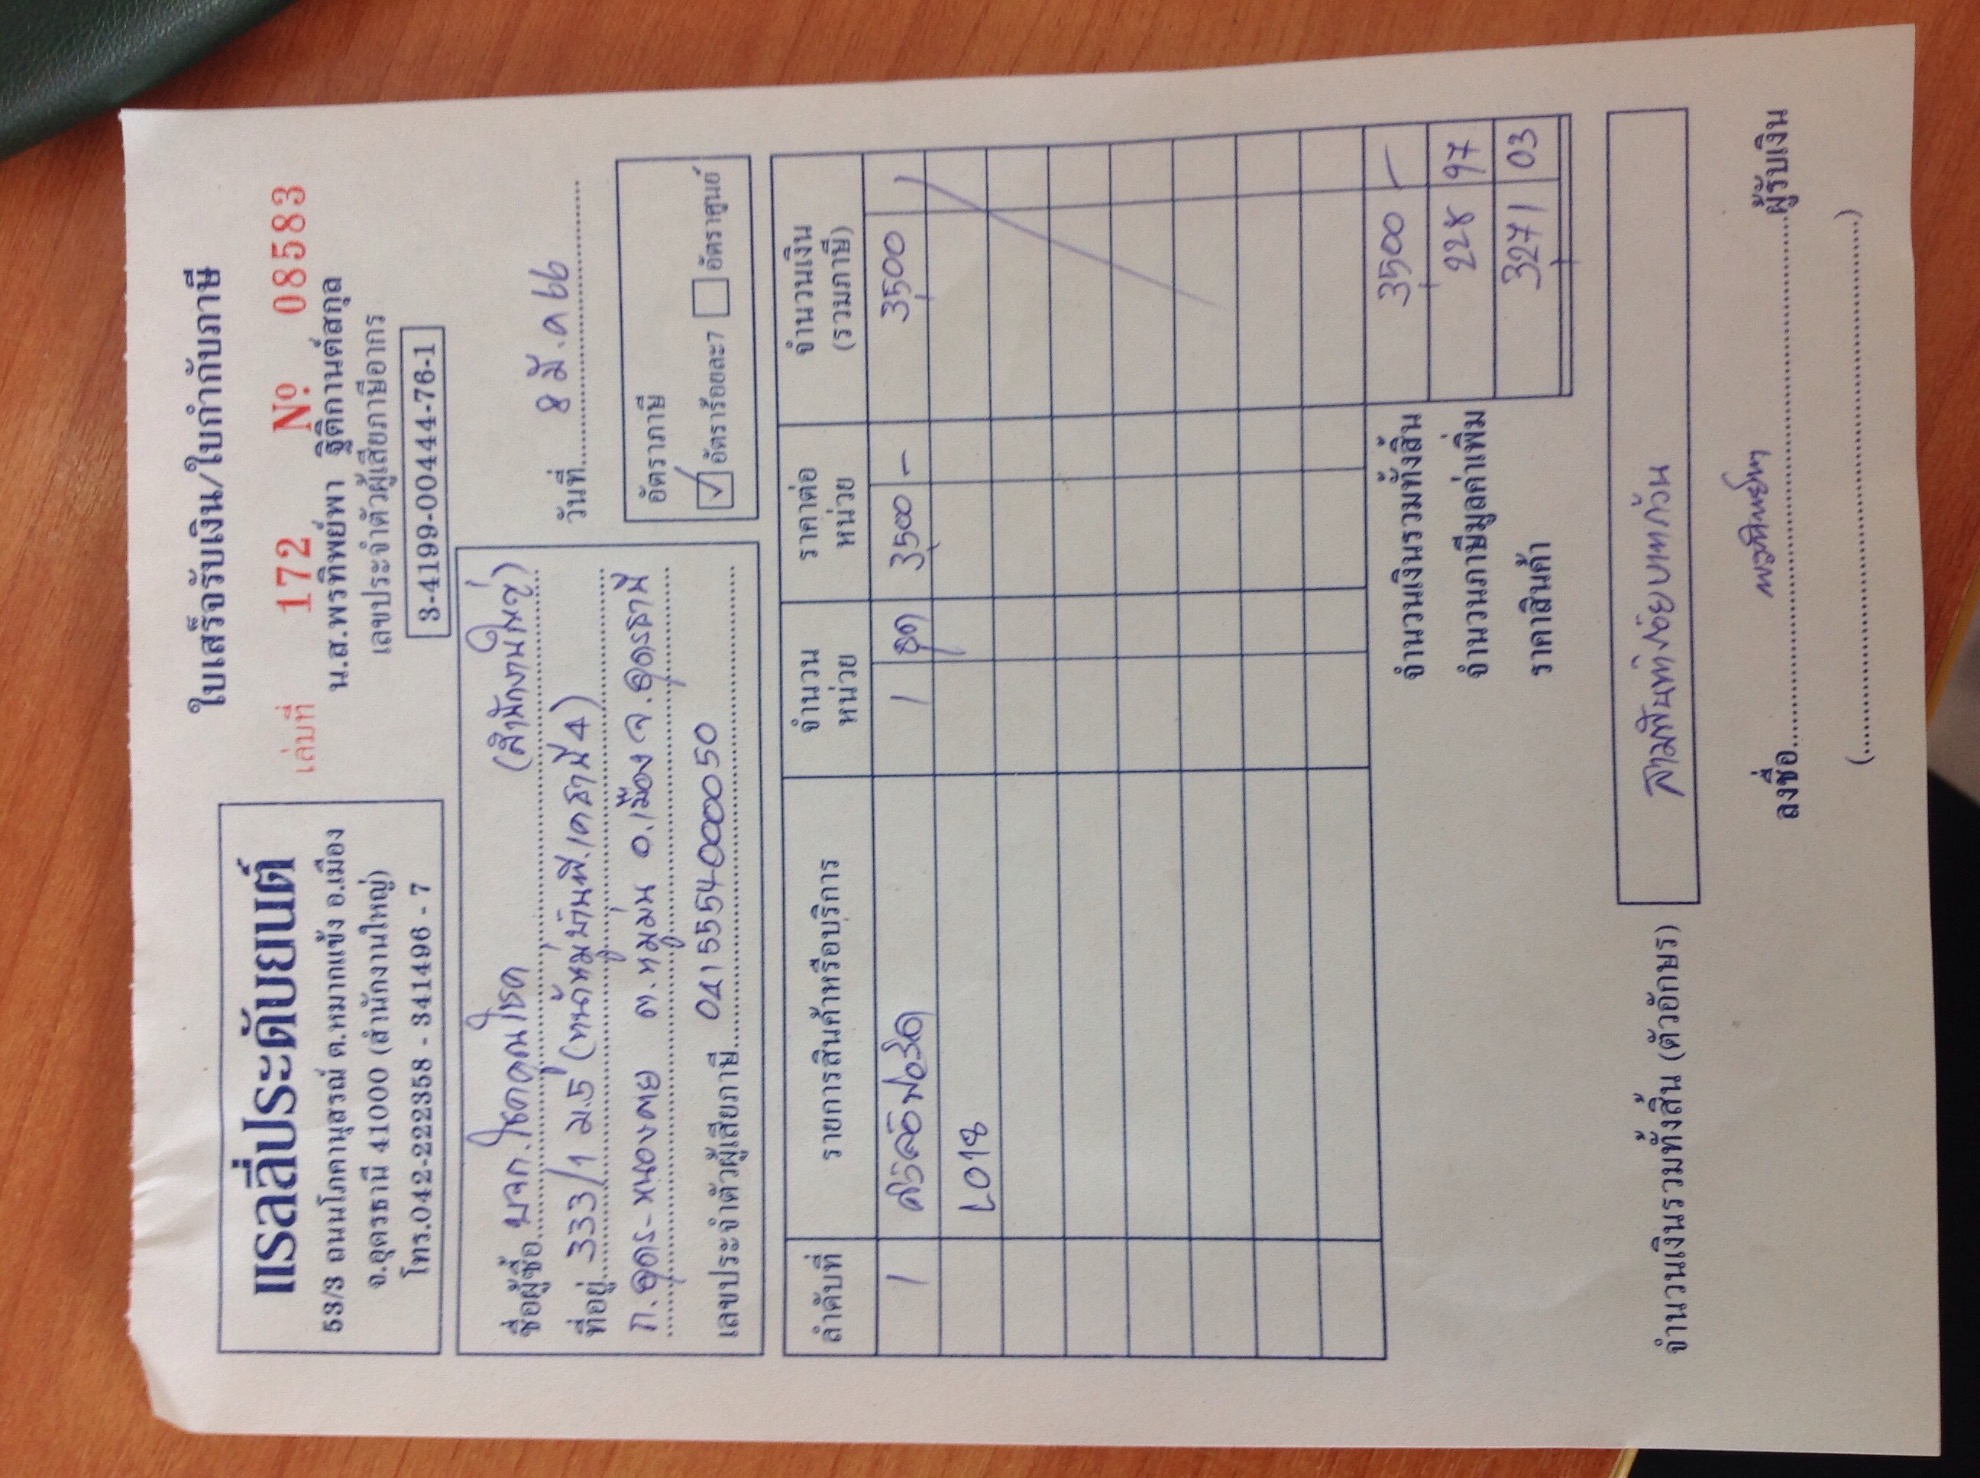 แรลลี่ประดับยนต์
53/3 ถนนโภคานุสรณ์ ต.หมากแข้ง อ.เมือง
จ.อุดรธานี 41000 (สำนักงานใหญ่)
โทร.042-222358 - 341496 - 7
ใบเสร็จรับเงิน/ใบกำกับภาษี
เล่มที่ 172 Nº 08583
น.ส.พรทิพย์พา ฐิติกานต์สกุล
เลขประจำตัวผู้เสียภาษีอากร
3-4199-00444-76-1
ชื่อผู้ซื้อ บจก.โชคคูณโชค (สำนักงานใหญ่)
ที่อยู่ 333/1 ม.5 (หน้าหมู่บ้านพี.เคธานี 4)
ถ.อุดร-หนองคาย ต.หมูม่น อ.เมือง จ.อุดรธานี
เลขประจำตัวผู้เสียภาษี 0415554000050
วันที่ 8 มี.ค 66
อัตราภาษี
อัตราร้อยละ7 อัตราศูนย์
ลำดับที่ รายการสินค้าหรือบริการ จำนวนหน่วย ราคาต่อหน่วย จำนวนเงิน (รวมภาษี)
1 1 ชุด 3,500 - 3,500
จำนวนเงินรวมทั้งสิ้น 3,500 -
จำนวนภาษีมูลค่าเพิ่ม 228 97
ราคาสินค้า 3,271 03
จำนวนเงินรวมทั้งสิ้น (ตัวอักษร) สามพันห้าร้อยบาทถ้วน
ลงชื่อ ผู้รับเงิน
( )